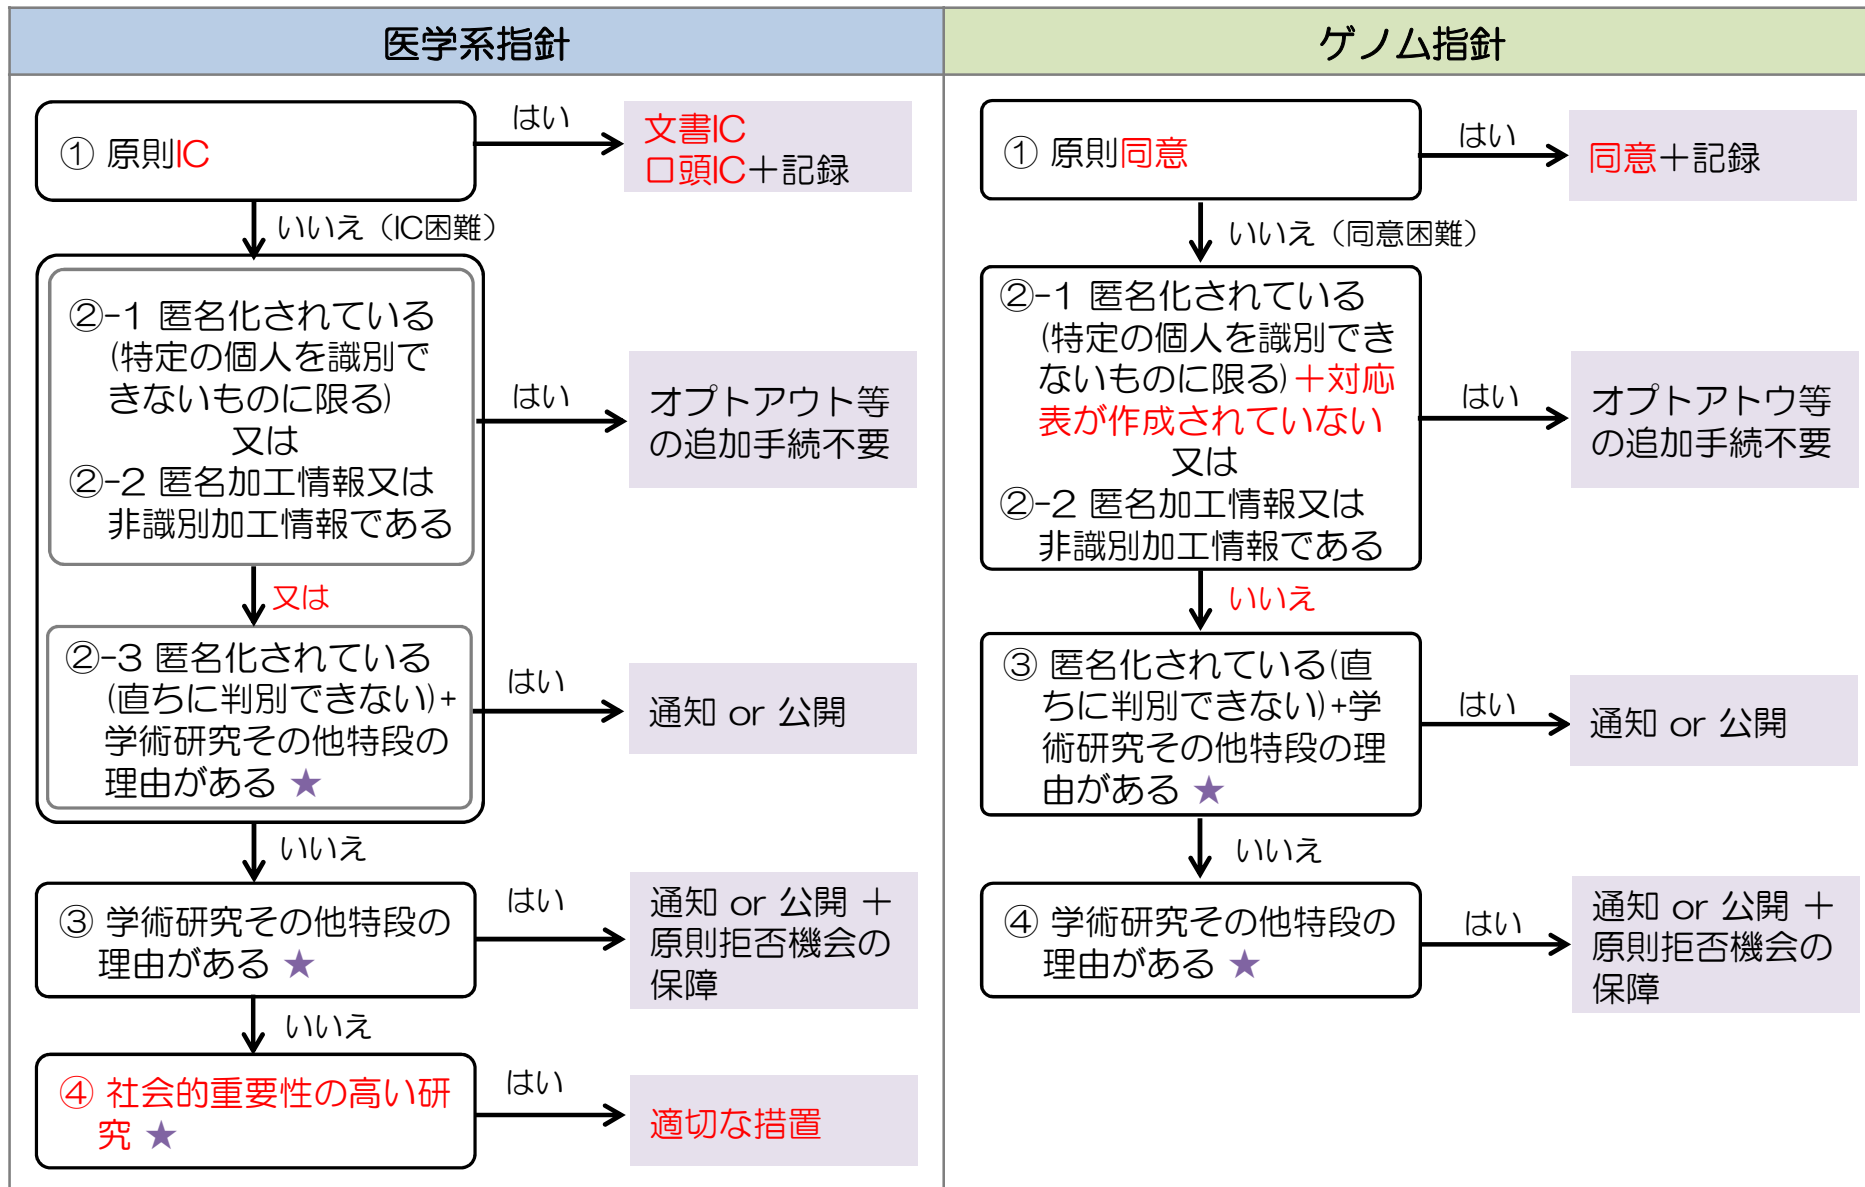 医学系指針
① 原則IC
はい
文書IC
口頭IC＋記録
いいえ（IC困難）
②-1 匿名化されている
(特定の個人を識別で
きないものに限る)
又は
②-2 匿名加工情報又は
非識別加工情報である
はい
オプトアウト等
の追加手続不要
又は
②-3 匿名化されている
(直ちに判別できない)+
学術研究その他特段の
理由がある ★
はい
通知 or 公開
いいえ
③ 学術研究その他特段の
理由がある ★
はい
通知 or 公開 ＋
原則拒否機会の
保障
いいえ
④ 社会的重要性の高い研
究 ★
はい
適切な措置
ゲノム指針
① 原則同意
はい
同意＋記録
いいえ（同意困難）
②-1 匿名化されている
(特定の個人を識別でき
ないものに限る)＋対応
表が作成されていない
又は
②-2 匿名加工情報又は
非識別加工情報である
はい
オプトアトウ等
の追加手続不要
いいえ
③ 匿名化されている(直
ちに判別できない)+学
術研究その他特段の理
由がある ★
はい
通知 or 公開
いいえ
④ 学術研究その他特段の
理由がある ★
はい
通知 or 公開 ＋
原則拒否機会の
保障